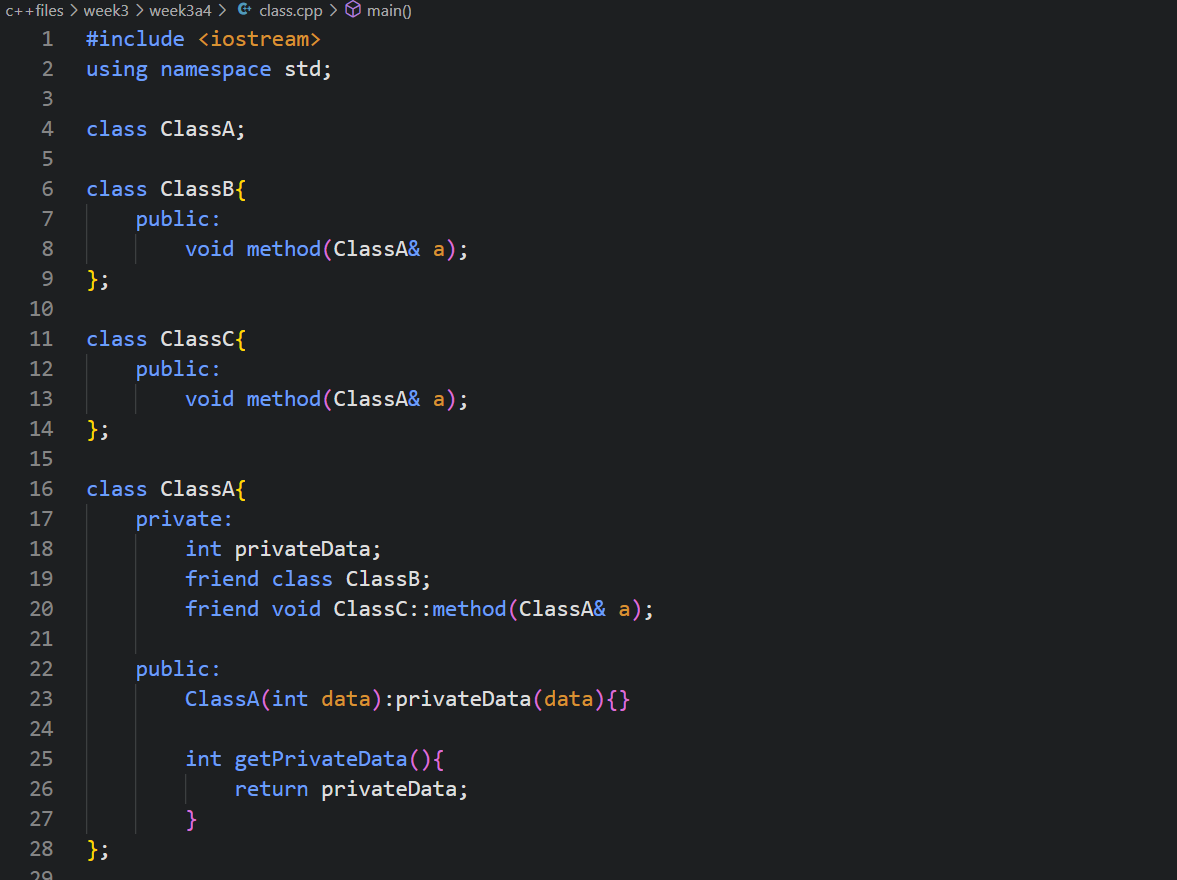 c++files > week3 > week3a4 > class.cpp > main()
1 #include <iostream>
2 using namespace std;
3
4 class ClassA;
5
6 class ClassB{
7     public:
8         void method(ClassA& a);
9 };
10
11 class ClassC{
12     public:
13         void method(ClassA& a);
14 };
15
16 class ClassA{
17     private:
18         int privateData;
19         friend class ClassB;
20         friend void ClassC::method(ClassA& a);
21
22     public:
23         ClassA(int data):privateData(data){}
24
25         int getPrivateData(){
26             return privateData;
27         }
28 };
29